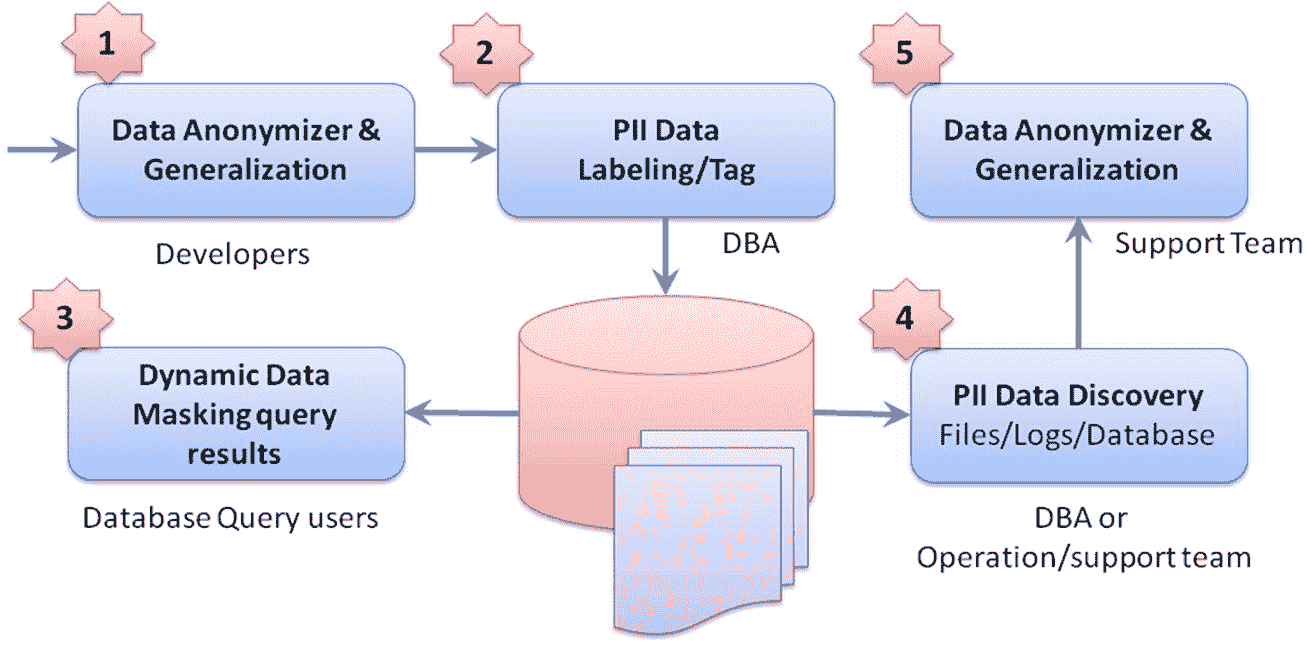 1
Data Anonymizer &
Generalization
Developers
2
PII Data
Labeling/Tag
DBA
5
Data Anonymizer &
Generalization
Support Team
3
Dynamic Data
Masking query
results
Database Query users
4
PII Data Discovery
Files/Logs/Database
DBA or
Operation/support team